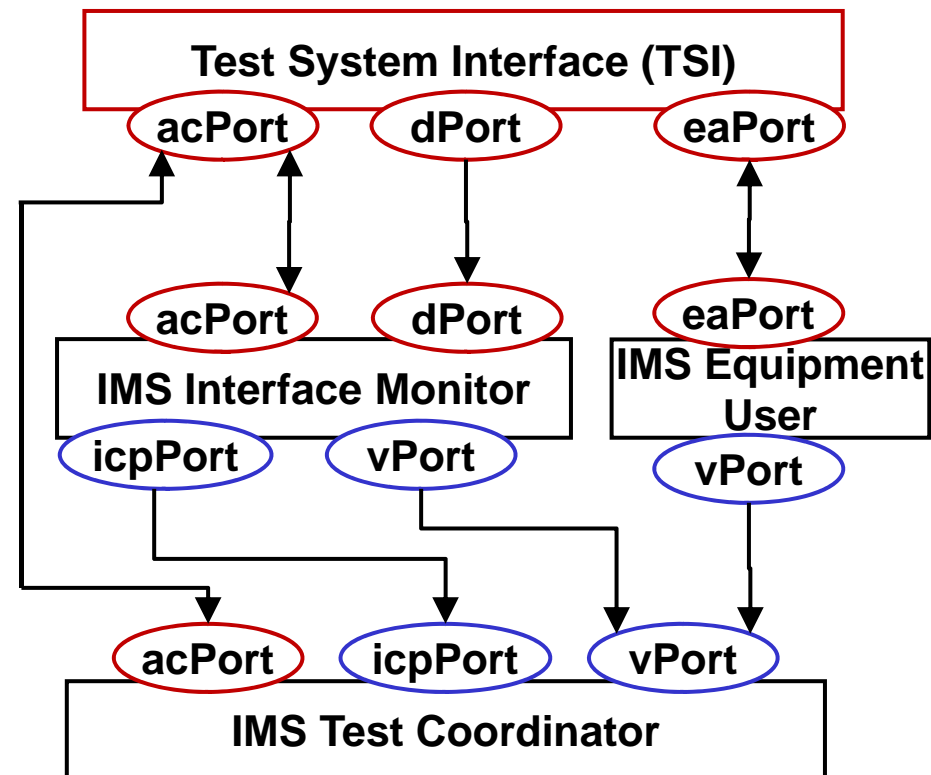 Test System Interface (TSI)
acPort
dPort
eaPort
acPort
dPort
eaPort
IMS Interface Monitor
IMS Equipment
User
icpPort
vPort
vPort
acPort
icpPort
vPort
IMS Test Coordinator